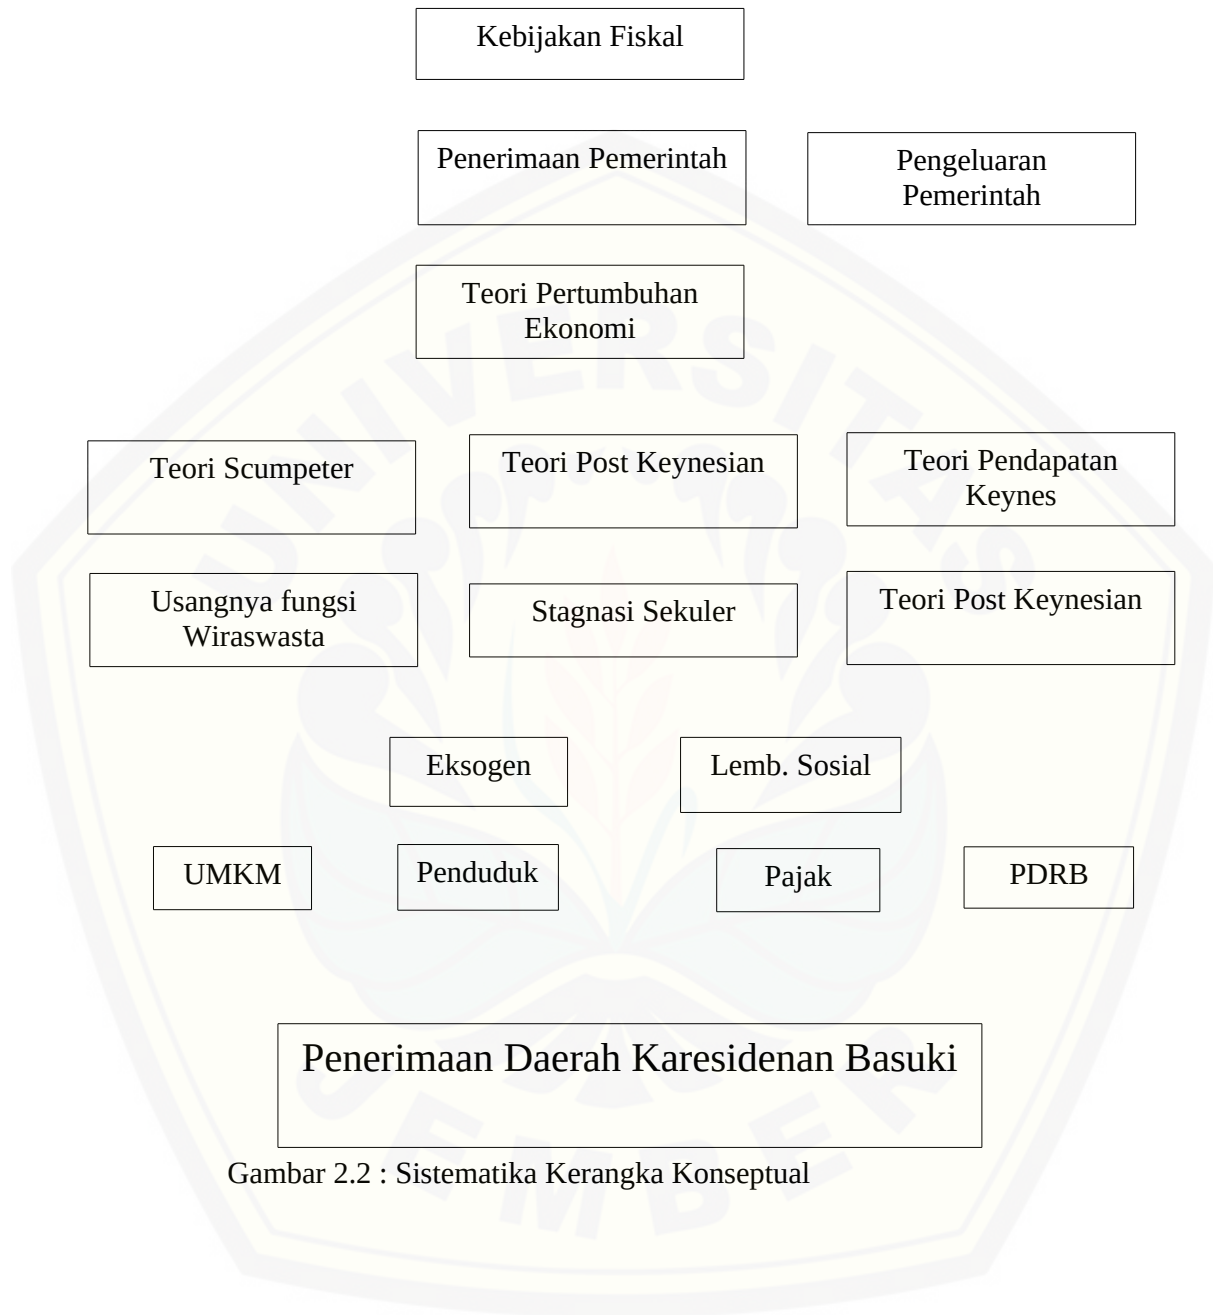 Kebijakan Fiskal
Penerimaan Pemerintah
Pengeluaran
Pemerintah
Teori Pertumbuhan
Ekonomi
Teori Scumpeter
Teori Post Keynesian
Teori Pendapatan
Keynes
Usangnya fungsi
Wiraswasta
Stagnasi Sekuler
Teori Post Keynesian
Eksogen
Lemb. Sosial
UMKM
Penduduk
Pajak
PDRB
Penerimaan Daerah Karesidenan Basuki
Gambar 2.2 : Sistematika Kerangka Konseptual
UNIVERSITAS
JEMBER